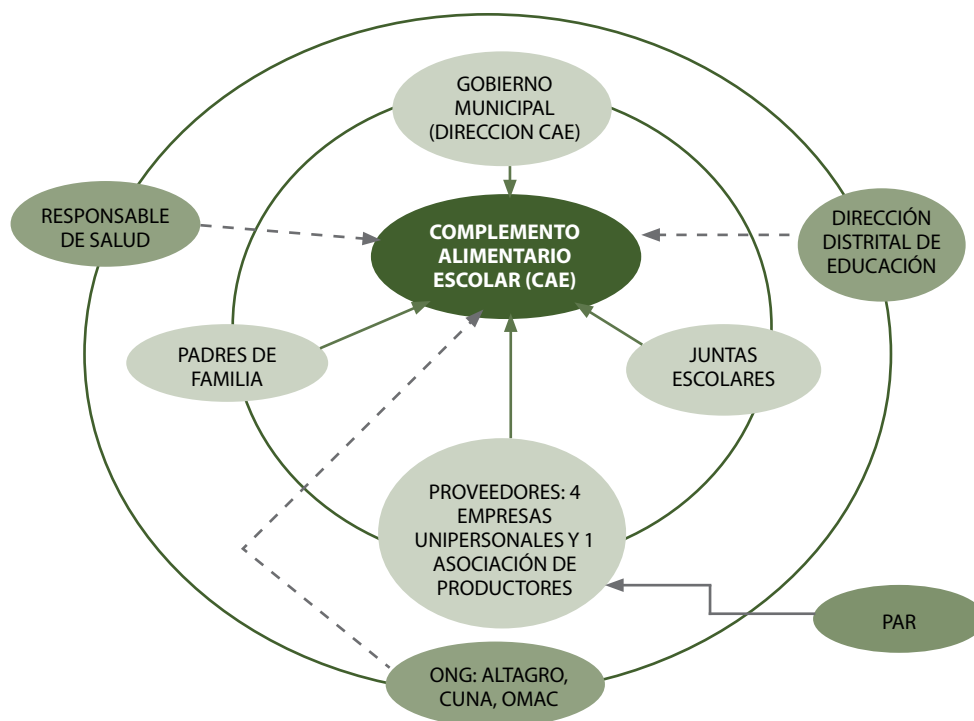 GOBIERNO
MUNICIPAL
(DIRECCION CAE)
RESPONSABLE
DE SALUD
COMPLEMENTO
ALIMENTARIO
ESCOLAR (CAE)
DIRECCIÓN
DISTRITAL DE
EDUCACIÓN
PADRES DE
FAMILIA
JUNTAS
ESCOLARES
PROVEEDORES: 4
EMPRESAS
UNIPERSONALES Y 1
ASOCIACIÓN DE
PRODUCTORES
PAR
ONG: ALTAGRO,
CUNA, OMAC